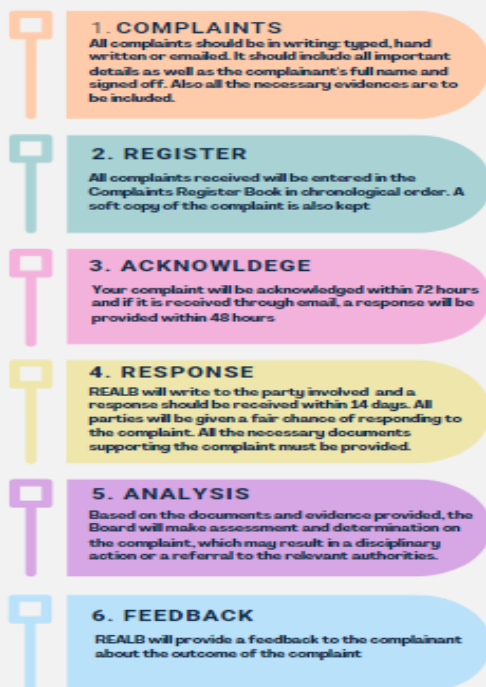 1. COMPLAINTS
All complaints should be in writing: typed, hand
written or emailed. It should include all important
details as well as the complainant's full name and
signed off. Also all the necessary evidences are to
be included.
2. REGISTER
All complaints received will be entered in the
Complaints Register Book in chronological order. A
soft copy of the complaint is also kept
3. ACKNOWLDEGE
Your complaint will be acknowledged within 72 hours
and if it is received through email, a response will be
provided within 48 hours
4. RESPONSE
REALB will write to the party involved and a
response should be received within 14 days. All
parties will be given a fair chance of responding to
the complaint. All the necessary documents
supporting the complaint must be provided.
5. ANALYSIS
Based on the documents and evidence provided, the
Board will make assessment and determination on
the complaint, which may result in a disciplinary
action or a referral to the relevant authorities.
6. FEEDBACK
REALB will provide a feedback to the complainant
about the outcome of the complaint